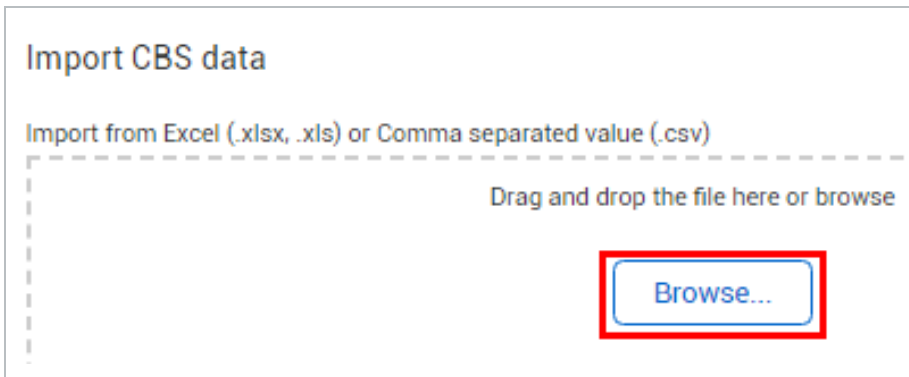 Import CBS data
Import from Excel (.xlsx, .xls) or Comma separated value (.csv)
Drag and drop the file here or browse
Browse...